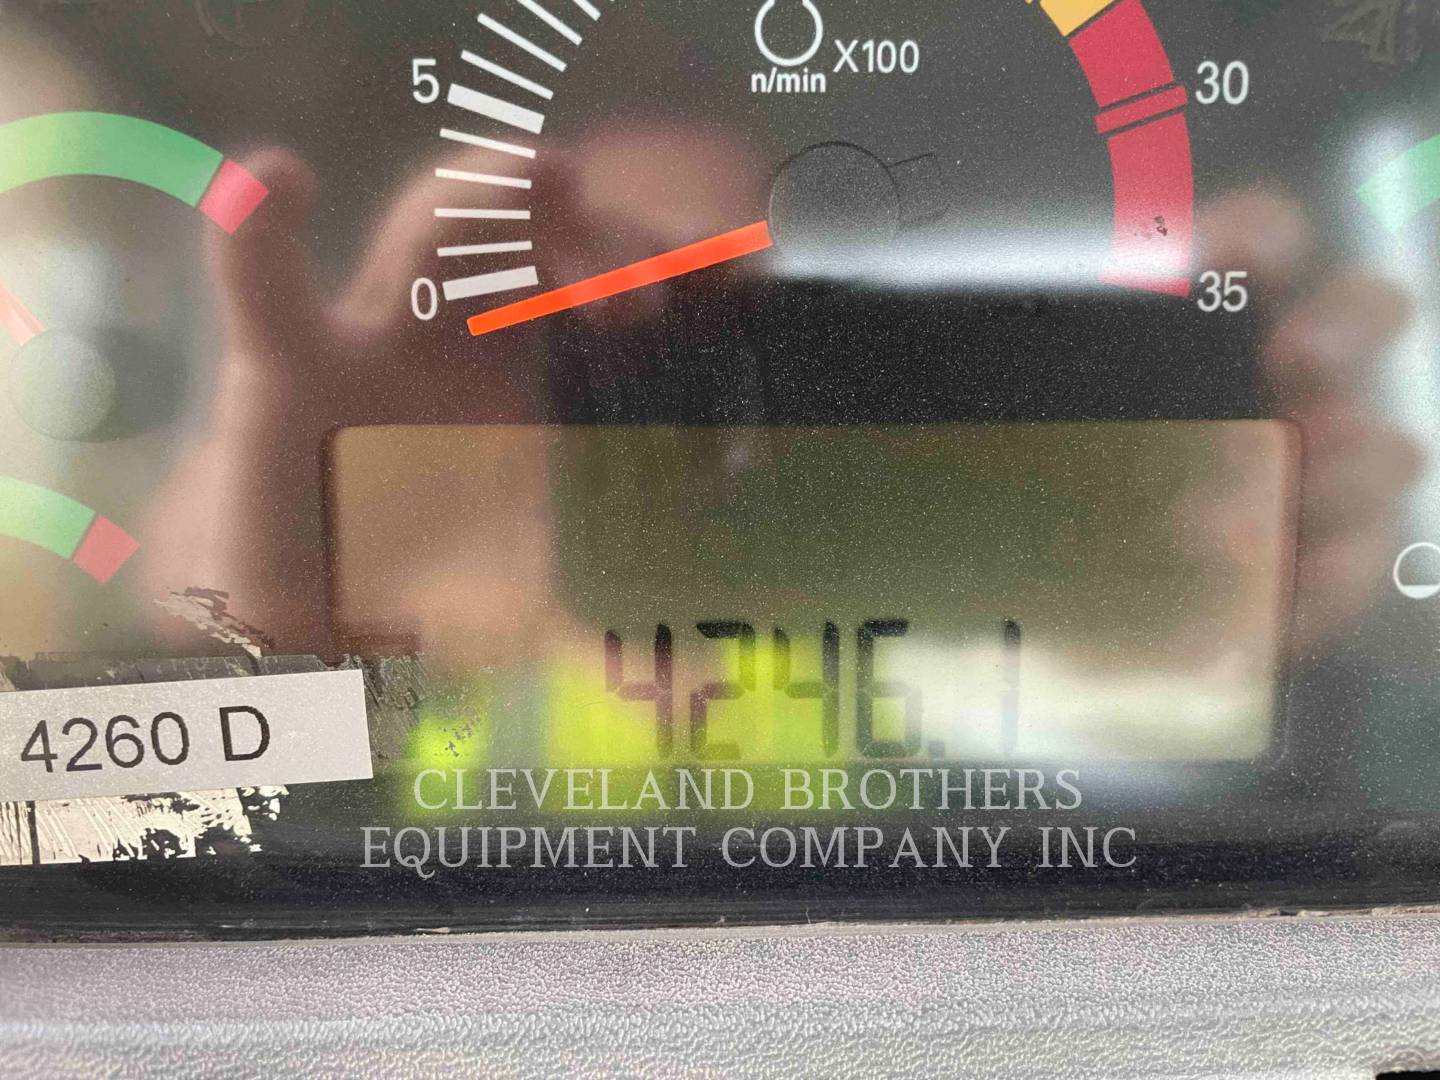 5
X100
n/min
30
0
35
4246.1
4260 D
CLEVELAND BROTHERS
EQUIPMENT COMPANY INC